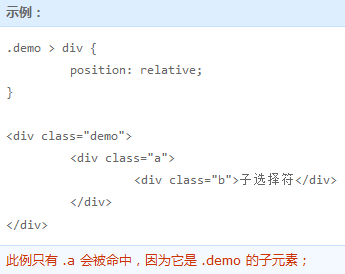 示例：
.demo > div {
position: relative;
}
<div class="demo">
<div class="a">
<div class="b">子选择符</div>
</div>
</div>
此例只有 .a 会被命中，因为它是 .demo 的子元素；